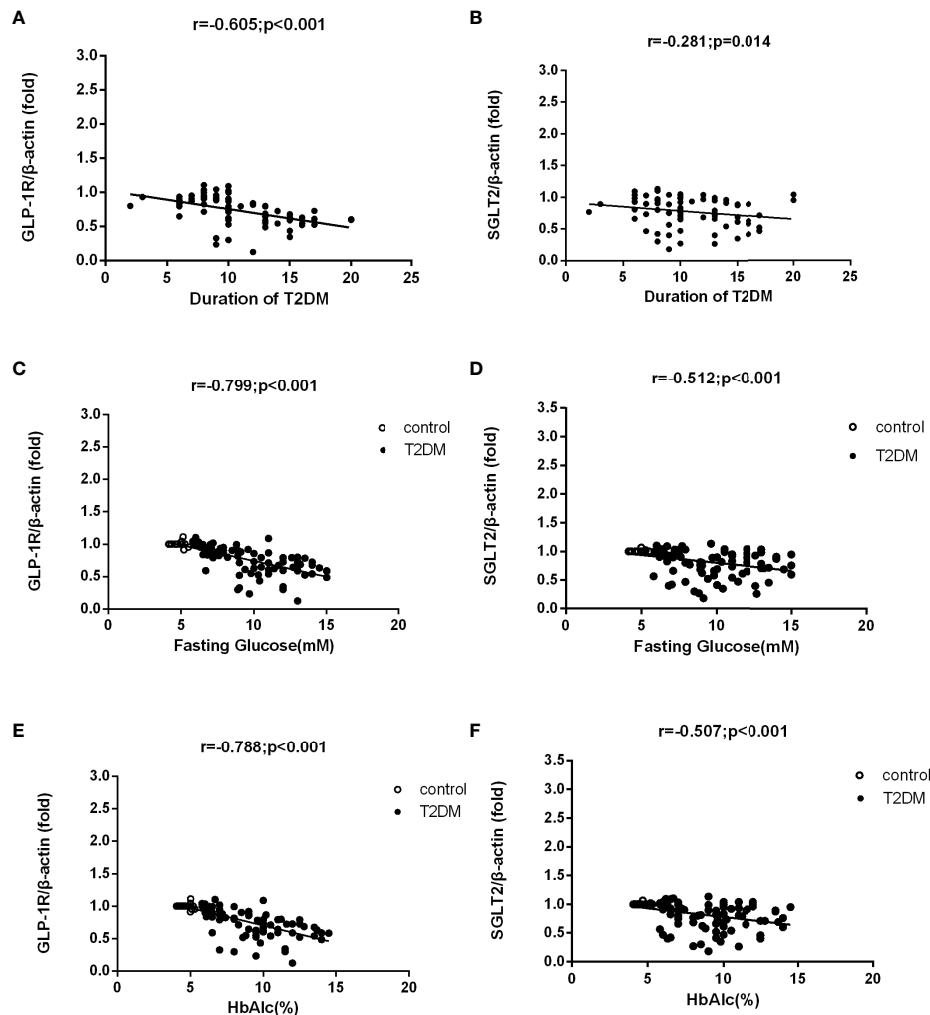 A
r=-0.605;p<0.001
GLP-1R/β-actin (fold)
3.0
2.5
2.0
1.5
1.0
0.5
0.0
0 5 10 15 20 25
Duration of T2DM
B
r=-0.281;p=0.014
SGLT2/β-actin (fold)
3.0
2.5
2.0
1.5
1.0
0.5
0.0
0 5 10 15 20 25
Duration of T2DM
C
r=-0.799;p<0.001
GLP-1R/β-actin (fold)
3.0
2.5
2.0
1.5
1.0
0.5
0.0
0 5 10 15 20
Fasting Glucose(mM)
control
T2DM
D
r=-0.512;p<0.001
SGLT2/β-actin (fold)
3.5
3.0
2.5
2.0
1.5
1.0
0.5
0.0
0 5 10 15 20
Fasting Glucose(mM)
control
T2DM
E
r=-0.788;p<0.001
GLP-1R/β-actin (fold)
3.0
2.5
2.0
1.5
1.0
0.5
0.0
0 5 10 15 20
HbAlc(%)
control
T2DM
F
r=-0.507;p<0.001
SGLT2/β-actin (fold)
3.5
3.0
2.5
2.0
1.5
1.0
0.5
0.0
0 5 10 15 20
HbAlc(%)
control
T2DM